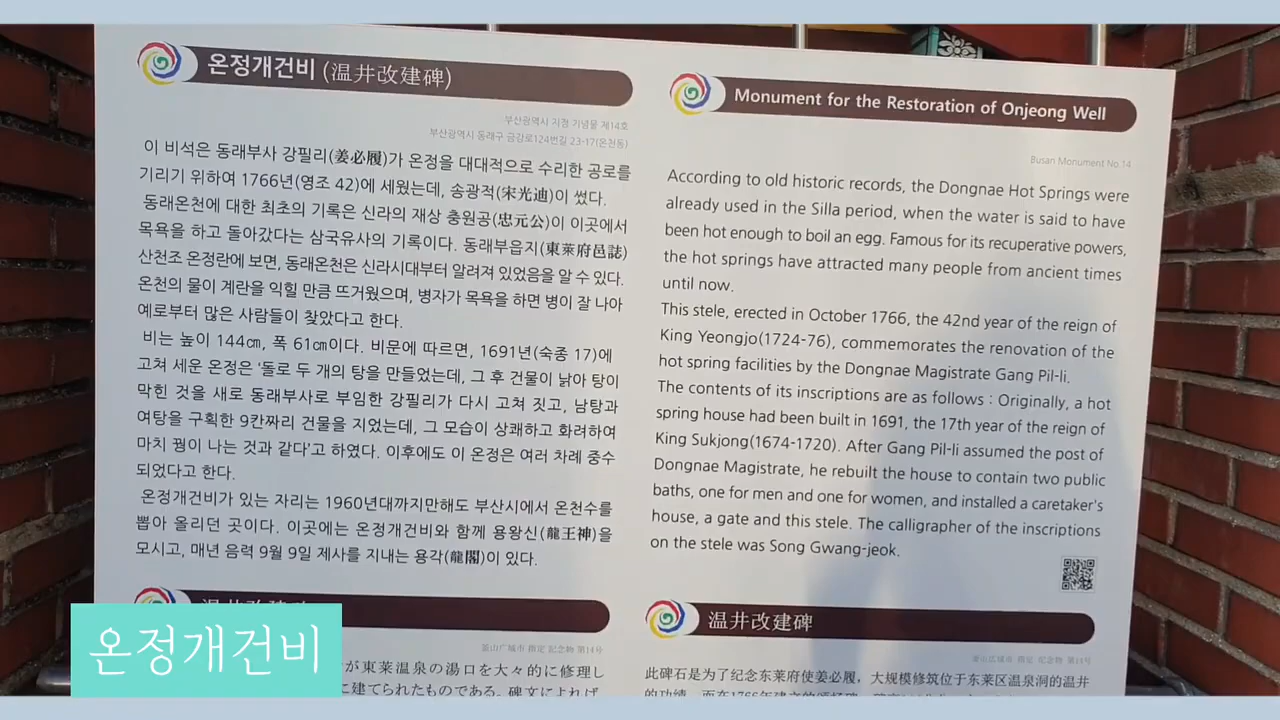 온정개건비 (温井改建碑)
부산광역시 지정 기념물 제14호
부산광역시 동래구 금강로124번길 23-17(온천동)
이 비석은 동래부사 강필리(姜必履)가 온정을 대대적으로 수리한 공로를
기리기 위하여 1766년(영조 42)에 세웠는데, 송광적(宋光迪)이 썼다.
동래온천에 대한 최초의 기록은 신라의 재상 충원공(忠元公)이 이곳에서
목욕을 하고 돌아갔다는 삼국유사의 기록이다. 동래부읍지(東萊府邑誌)
산천조 온정란에 보면, 동래온천은 신라시대부터 알려져 있었음을 알 수 있다.
온천의 물이 계란을 익힐 만큼 뜨거웠으며, 병자가 목욕을 하면 병이 잘 나아
예로부터 많은 사람들이 찾았다고 한다.
비는 높이 144㎝, 폭 61㎝이다. 비문에 따르면, 1691년(숙종 17)에
고쳐 세운 온정은 '돌로 두 개의 탕을 만들었는데, 그 후 건물이 낡아 탕이
막힌 것을 새로 동래부사로 부임한 강필리가 다시 고쳐 짓고, 남탕과
여탕을 구획한 9칸짜리 건물을 지었는데, 그 모습이 상쾌하고 화려하여
마치 꿩이 나는 것과 같다'고 하였다. 이후에도 이 온정은 여러 차례 중수
되었다고 한다.
온정개건비가 있는 자리는 1960년대까지만해도 부산시에서 온천수를
뽑아 올리던 곳이다. 이곳에는 온정개건비와 함께 용왕신(龍王神)을
모시고, 매년 음력 9월 9일 제사를 지내는 용각(龍閣)이 있다.
Monument for the Restoration of Onjeong Well
Busan Monument No.14
According to old historic records, the Dongnae Hot Springs were
already used in the Silla period, when the water is said to have
been hot enough to boil an egg. Famous for its recuperative powers,
the hot springs have attracted many people from ancient times
until now.
This stele, erected in October 1766, the 42nd year of the reign of
King Yeongjo(1724-76), commemorates the renovation of the
hot spring facilities by the Dongnae Magistrate Gang Pil-li.
The contents of its inscriptions are as follows : Originally, a hot
spring house had been built in 1691, the 17th year of the reign of
King Sukjong(1674-1720). After Gang Pil-li assumed the post of
Dongnae Magistrate, he rebuilt the house to contain two public
baths, one for men and one for women, and installed a caretaker's
house, a gate and this stele. The calligrapher of the inscriptions
on the stele was Song Gwang-jeok.
釜山广域市 指定 記念物 第14号
が東萊温泉の湯口を大々的に修理し
に建てられたものである。碑文によれば
温井改建碑
釜山広域市 指定 記念物 第14号
此碑石是为了纪念东莱府使姜必履，大规模修筑位于东莱区温泉洞的温井
온정개건비